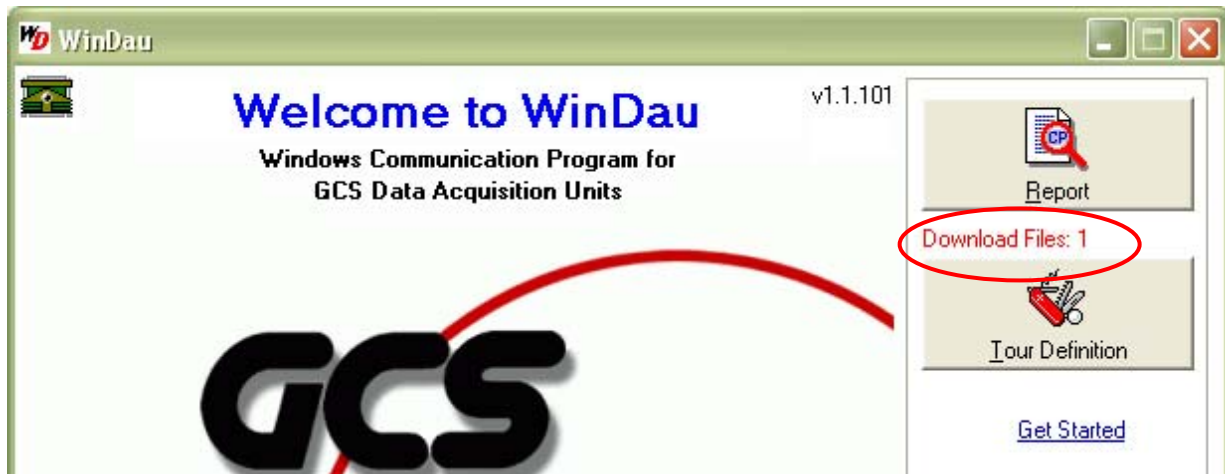 WD WinDau
Welcome to WinDau
v1.1.101
Windows Communication Program for
GCS Data Acquisition Units
GCS
CP
Report
Download Files: 1
Tour Definition
Get Started